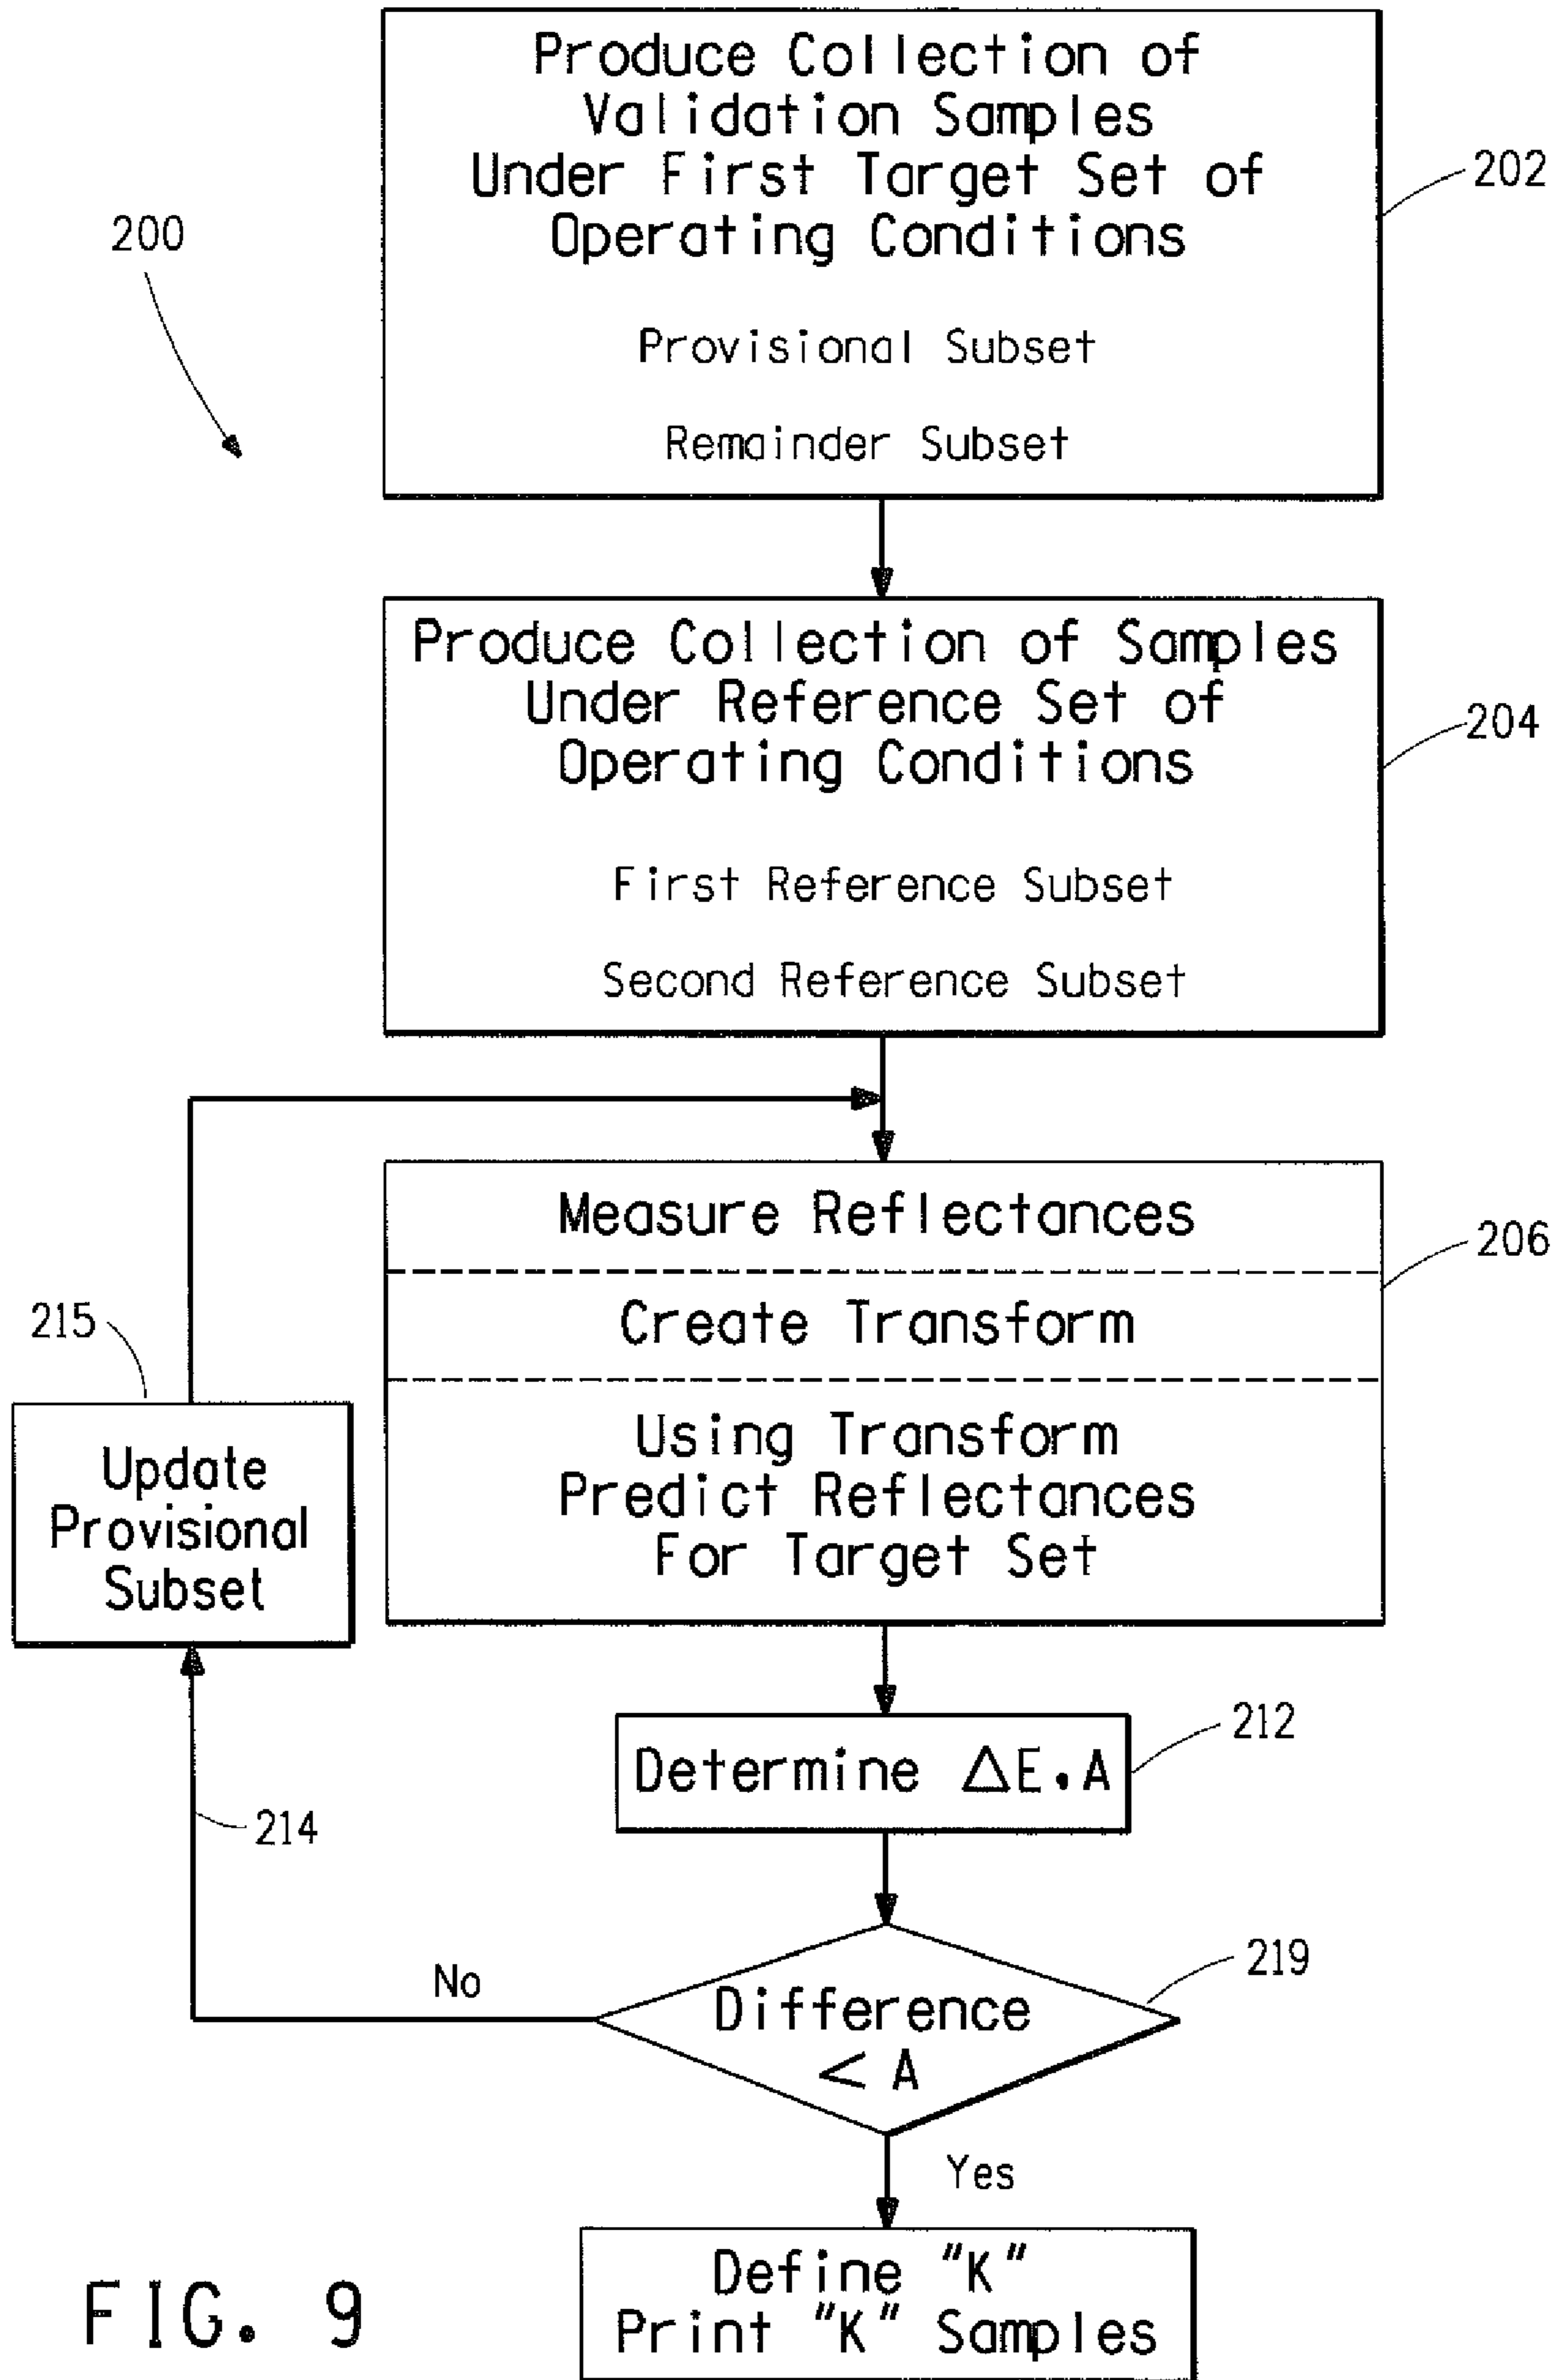 Produce Collection of
Validation Samples
Under First Target Set of
Operating Conditions
Provisional Subset
Remainder Subset
202
200
Produce Collection of Samples
Under Reference Set of
Operating Conditions
First Reference Subset
Second Reference Subset
204
Measure Reflectances
Create Transform
Using Transform
Predict Reflectances
For Target Set
206
215
Update
Provisional
Subset
Determine ΔE.A
212
214
Difference
< A
219
No
Yes
Define "K"
Print "K" Samples
FIG. 9